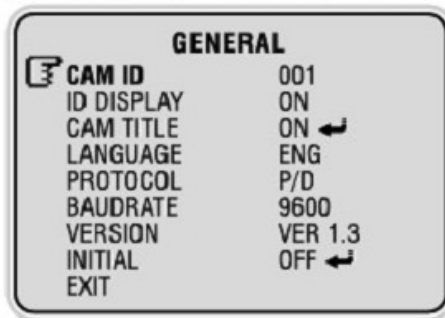 GENERAL
CAM ID 001
ID DISPLAY ON
CAM TITLE ON ↵
LANGUAGE ENG
PROTOCOL P/D
BAUDRATE 9600
VERSION VER 1.3
INITIAL OFF ↵
EXIT